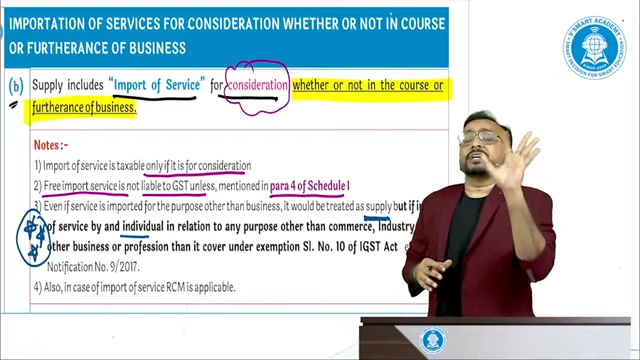 IMPORTATION OF SERVICES FOR CONSIDERATION WHETHER OR NOT IN COURSE
OR FURTHERANCE OF BUSINESS
V'SMART ACADEMY
SMART DECISION FOR SMART EDUCATION
(b) Supply includes "Import of Service" for consideration whether or not in the course or
furtherance of business.
Notes :-
1) Import of service is taxable only if it is for consideration
2) Free import service is not liable to GST unless, mentioned in para 4 of Schedule I
3) Even if service is imported for the purpose other than business, it would be treated as supply but if
of service by and individual in relation to any purpose other than commerce, Industry
other business or profession than it cover under exemption Sl. No. 10 of IGST Act
Notification No. 9/2017.
4) Also, in case of import of service RCM is applicable.